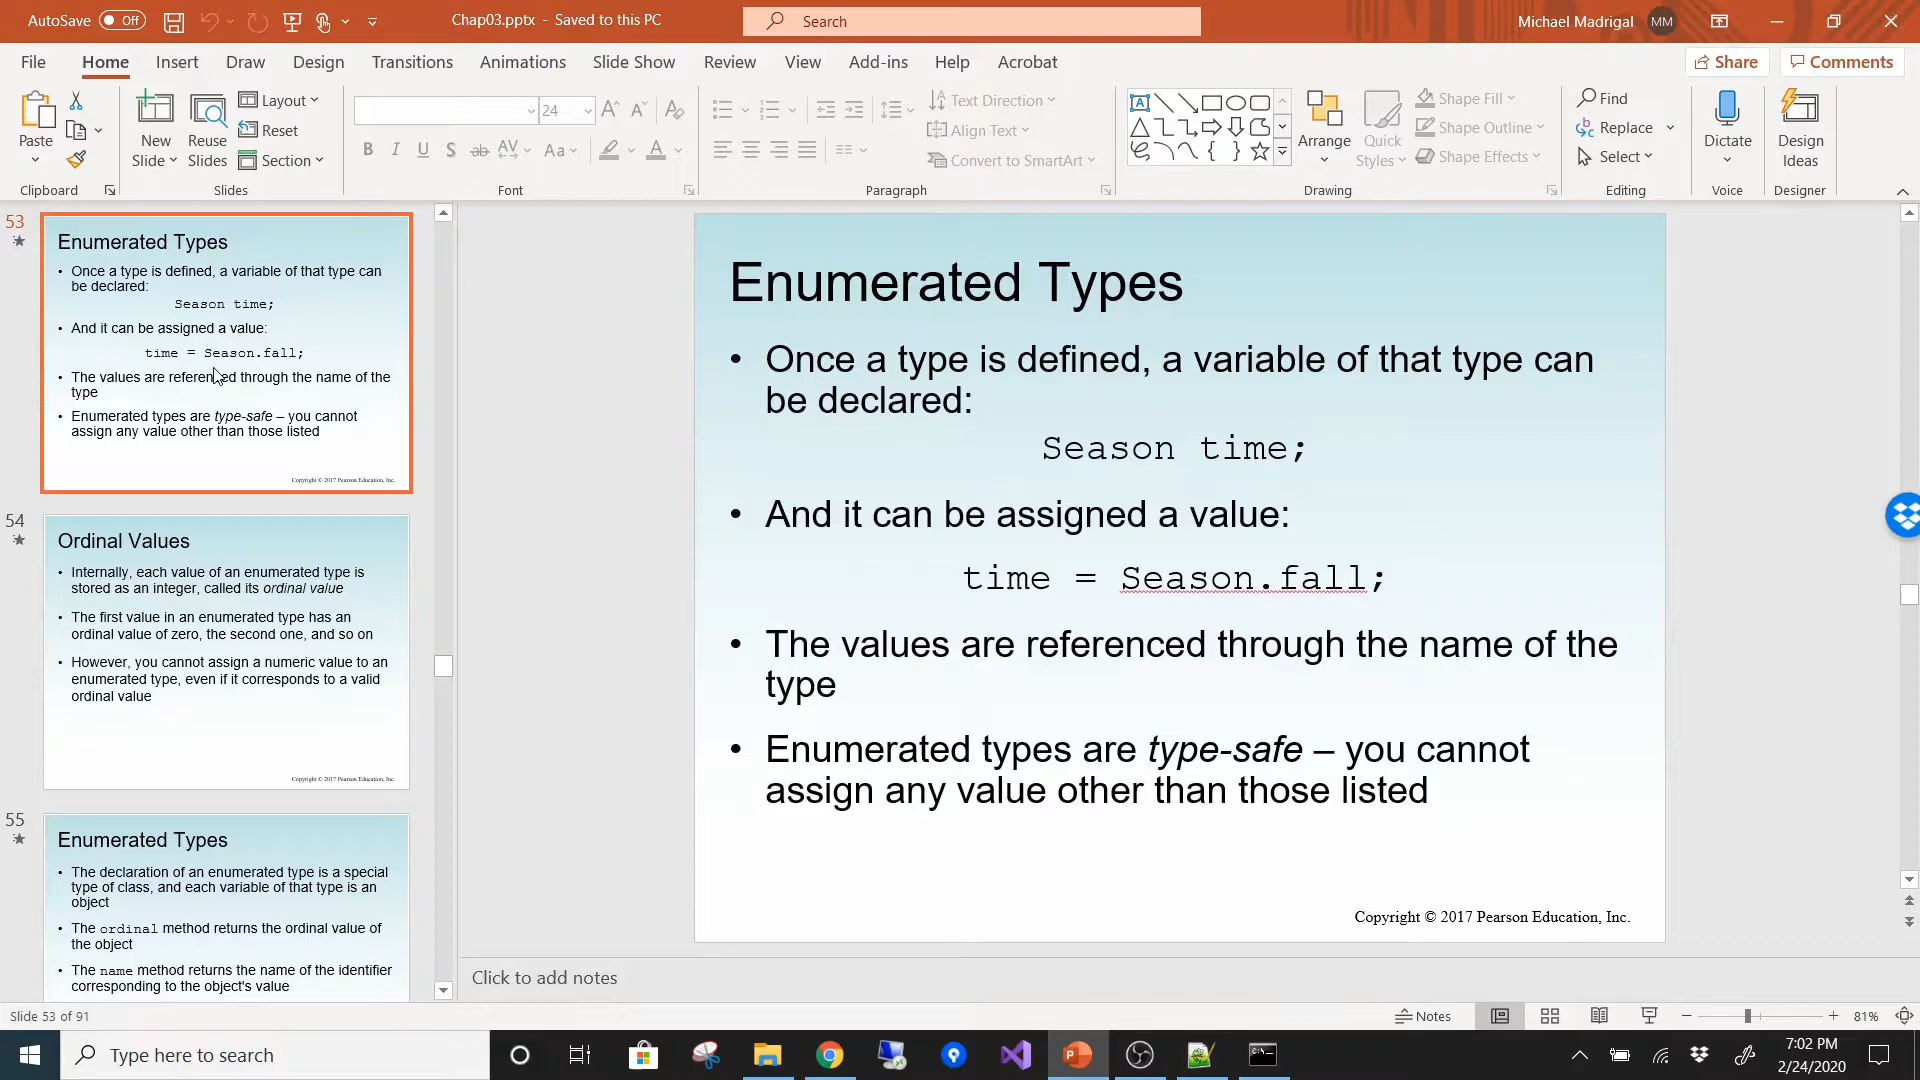 AutoSave Off
Chap03.pptx - Saved to this PC
Search
Michael Madrigal MM
File Home Insert Draw Design Transitions Animations Slide Show Review View Add-ins Help Acrobat
Share
Comments
Paste
Clipboard
New
Slide
Reuse
Slides
Layout
Reset
Section
Slides
24
B I U S ab AV Aa A
Font
Text Direction
Align Text
Convert to SmartArt
Paragraph
Arrange
Quick
Styles
Shape Fill
Shape Outline
Shape Effects
Drawing
Find
Replace
Select
Editing
Dictate
Voice
Design
Ideas
Designer
53
Enumerated Types
• Once a type is defined, a variable of that type can
be declared:
Season time;
• And it can be assigned a value:
time = Season.fall;
• The values are referenced through the name of the
type
• Enumerated types are type-safe – you cannot
assign any value other than those listed
Copyright © 2017 Pearson Education, Inc.
54
Ordinal Values
• Internally, each value of an enumerated type is
stored as an integer, called its ordinal value
• The first value in an enumerated type has an
ordinal value of zero, the second one, and so on
• However, you cannot assign a numeric value to an
enumerated type, even if it corresponds to a valid
ordinal value
Copyright © 2017 Pearson Education, Inc.
55
Enumerated Types
• The declaration of an enumerated type is a special
type of class, and each variable of that type is an
object
• The ordinal method returns the ordinal value of
the object
• The name method returns the name of the identifier
corresponding to the object's value
Enumerated Types
• Once a type is defined, a variable of that type can
be declared:
Season time;
• And it can be assigned a value:
time = Season.fall;
• The values are referenced through the name of the
type
• Enumerated types are type-safe – you cannot
assign any value other than those listed
Copyright © 2017 Pearson Education, Inc.
Click to add notes
Slide 53 of 91
Notes
81%
Type here to search
7:02 PM
2/24/2020